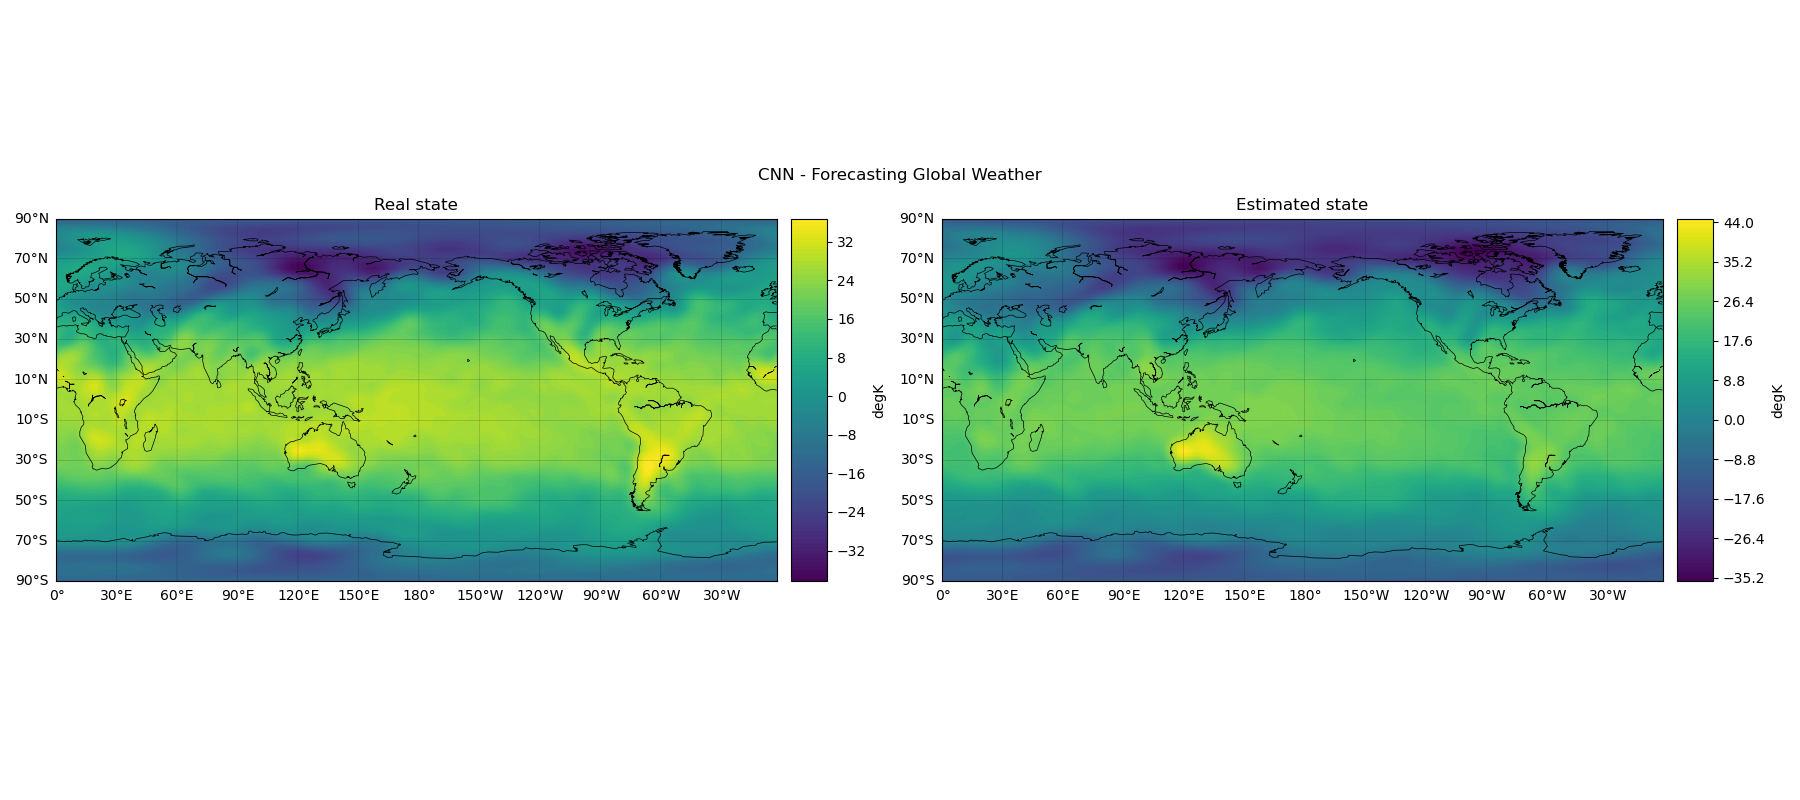 CNN - Forecasting Global Weather
Real state
90°N
70°N
50°N
30°N
10°N
10°S
30°S
50°S
70°S
90°S
0° 30°E 60°E 90°E 120°E 150°E 180° 150°W 120°W 90°W 60°W 30°W
32
24
16
8
0
−8
−16
−24
−32
degK
Estimated state
90°N
70°N
50°N
30°N
10°N
10°S
30°S
50°S
70°S
90°S
0° 30°E 60°E 90°E 120°E 150°E 180° 150°W 120°W 90°W 60°W 30°W
44.0
35.2
26.4
17.6
8.8
0.0
−8.8
−17.6
−26.4
−35.2
degK